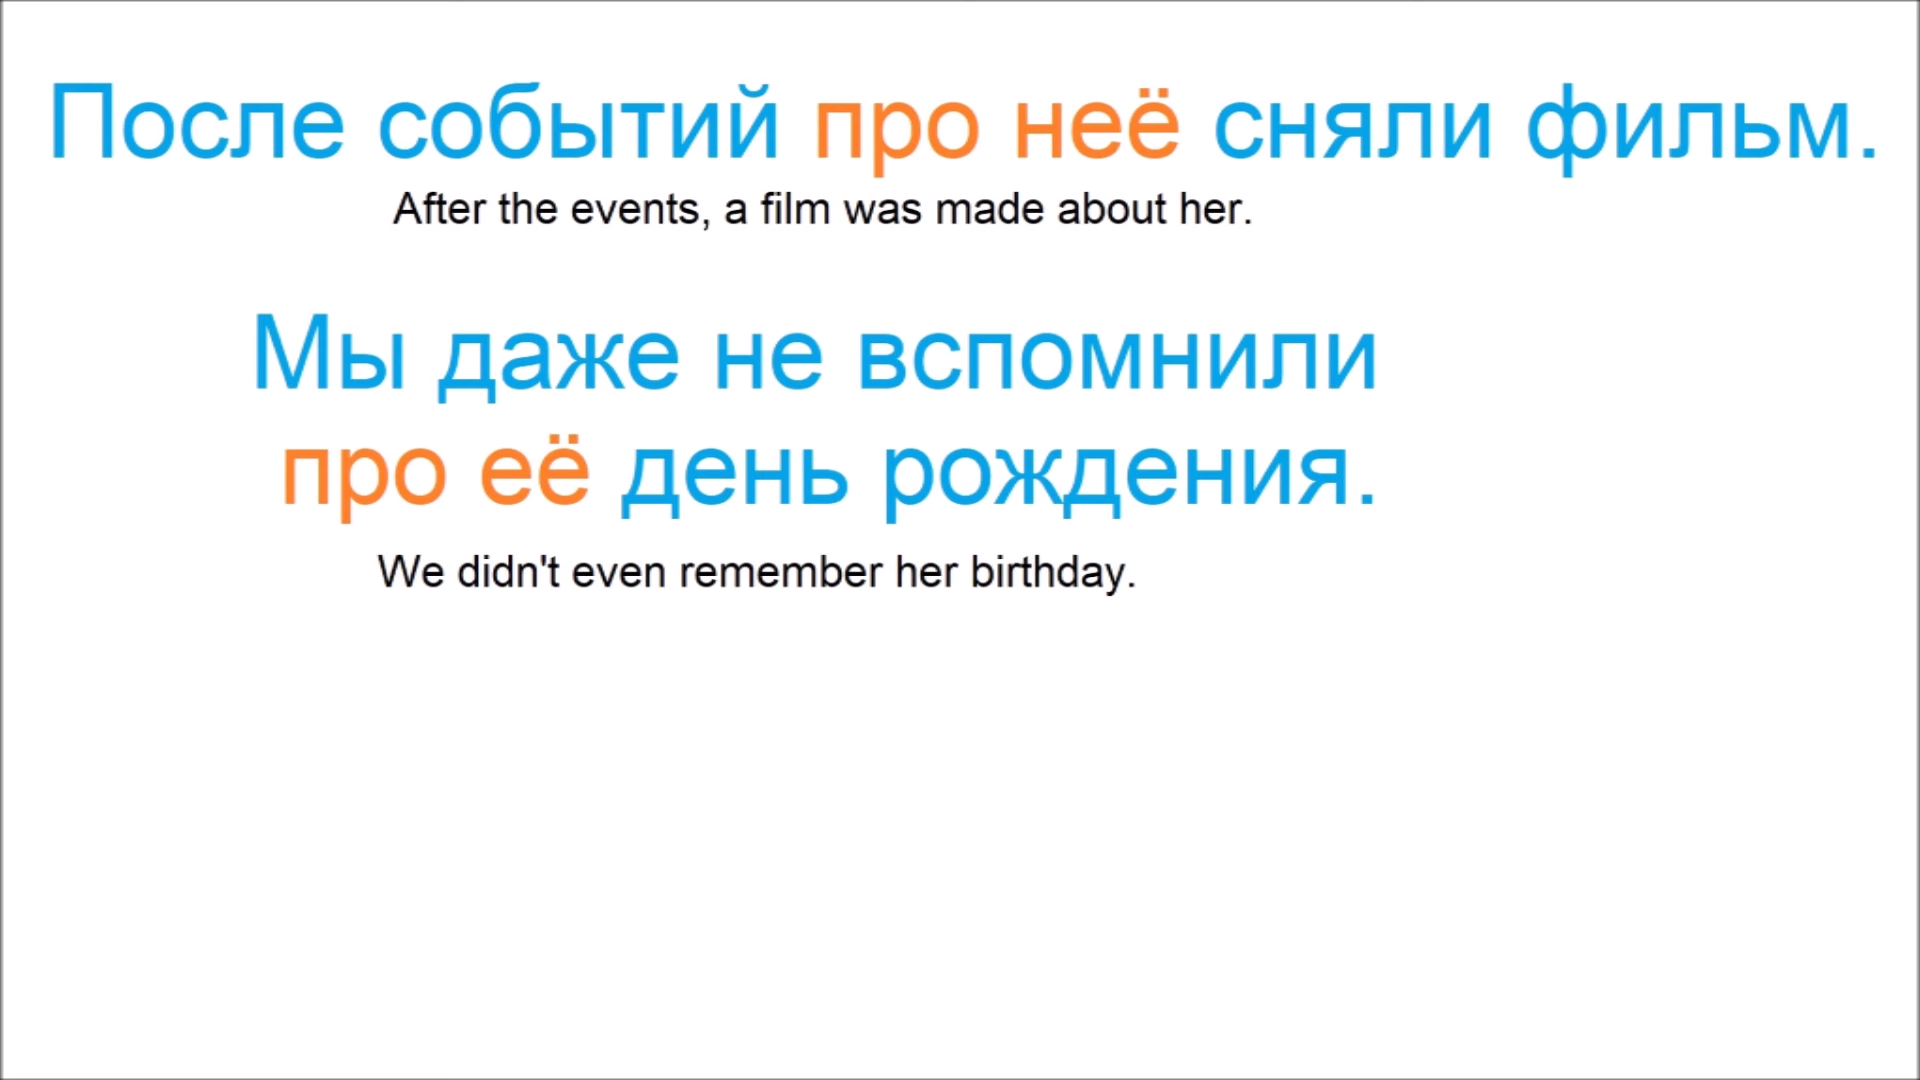 После событий про неё сняли фильм.
After the events, a film was made about her.
Мы даже не вспомнили
про её день рождения.
We didn't even remember her birthday.